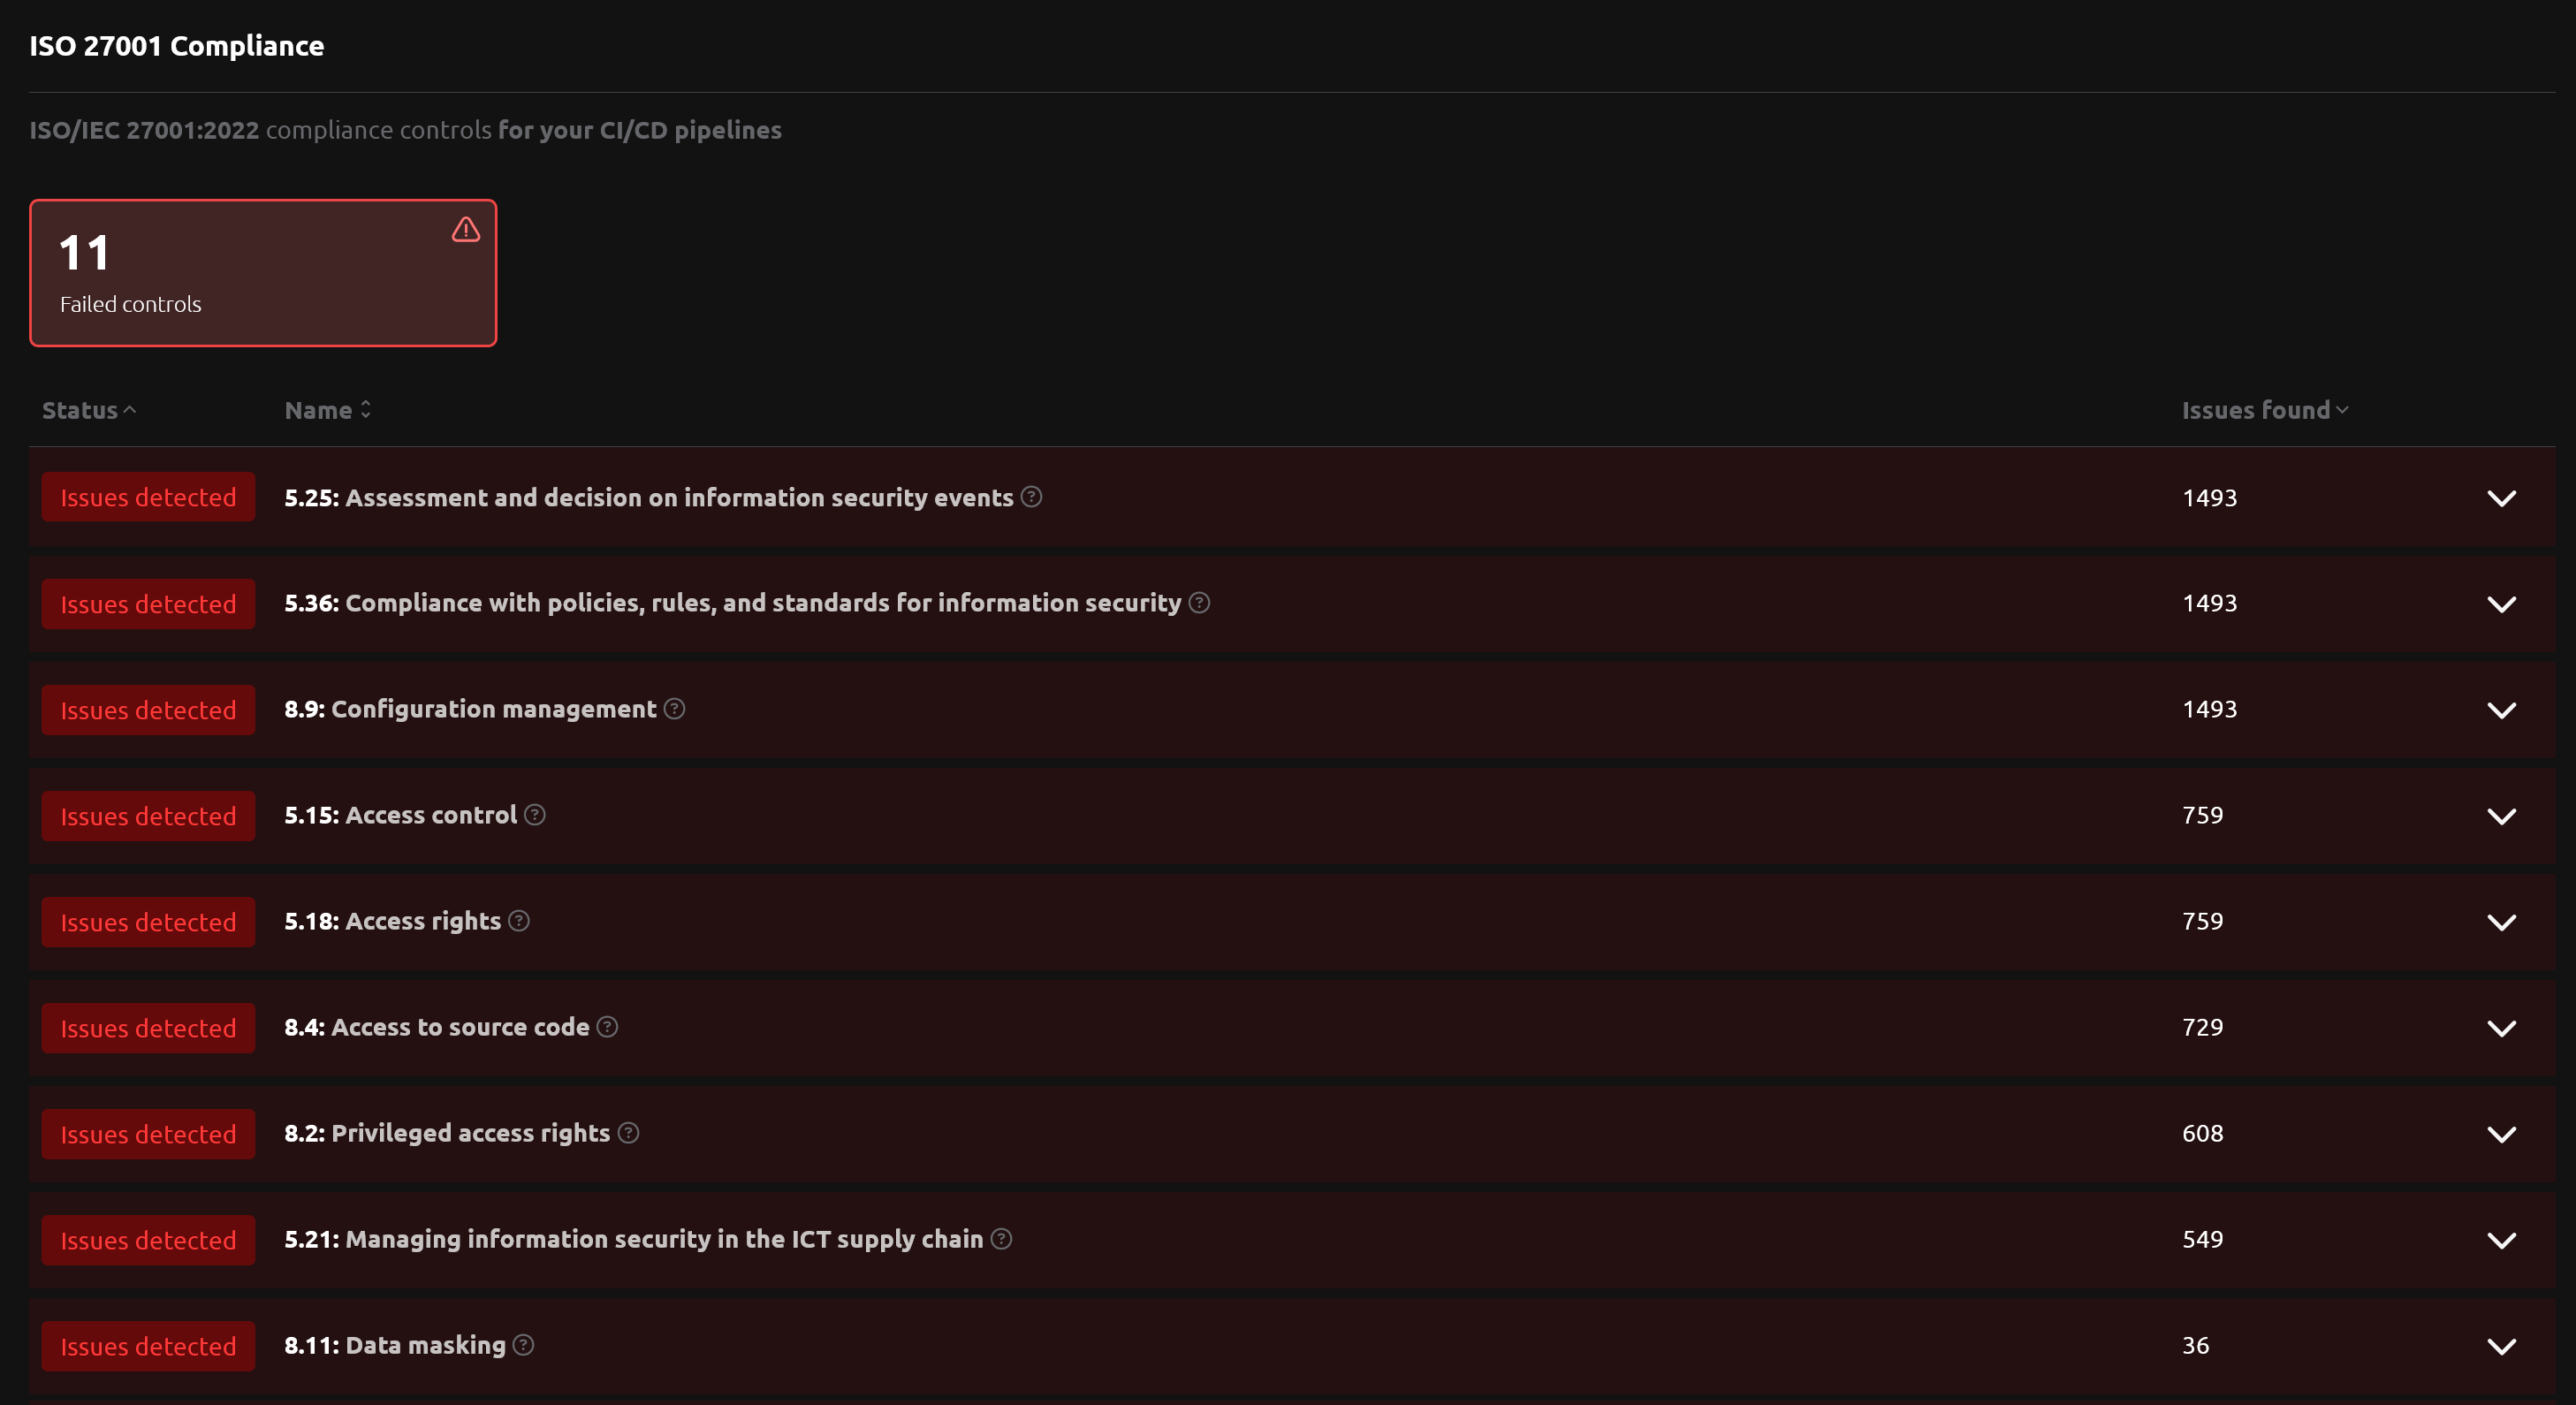 ISO 27001 Compliance
ISO/IEC 27001:2022 compliance controls for your CI/CD pipelines
11
Failed controls
Status Name Issues found
Issues detected 5.25: Assessment and decision on information security events 1493
Issues detected 5.36: Compliance with policies, rules, and standards for information security 1493
Issues detected 8.9: Configuration management 1493
Issues detected 5.15: Access control 759
Issues detected 5.18: Access rights 759
Issues detected 8.4: Access to source code 729
Issues detected 8.2: Privileged access rights 608
Issues detected 5.21: Managing information security in the ICT supply chain 549
Issues detected 8.11: Data masking 36